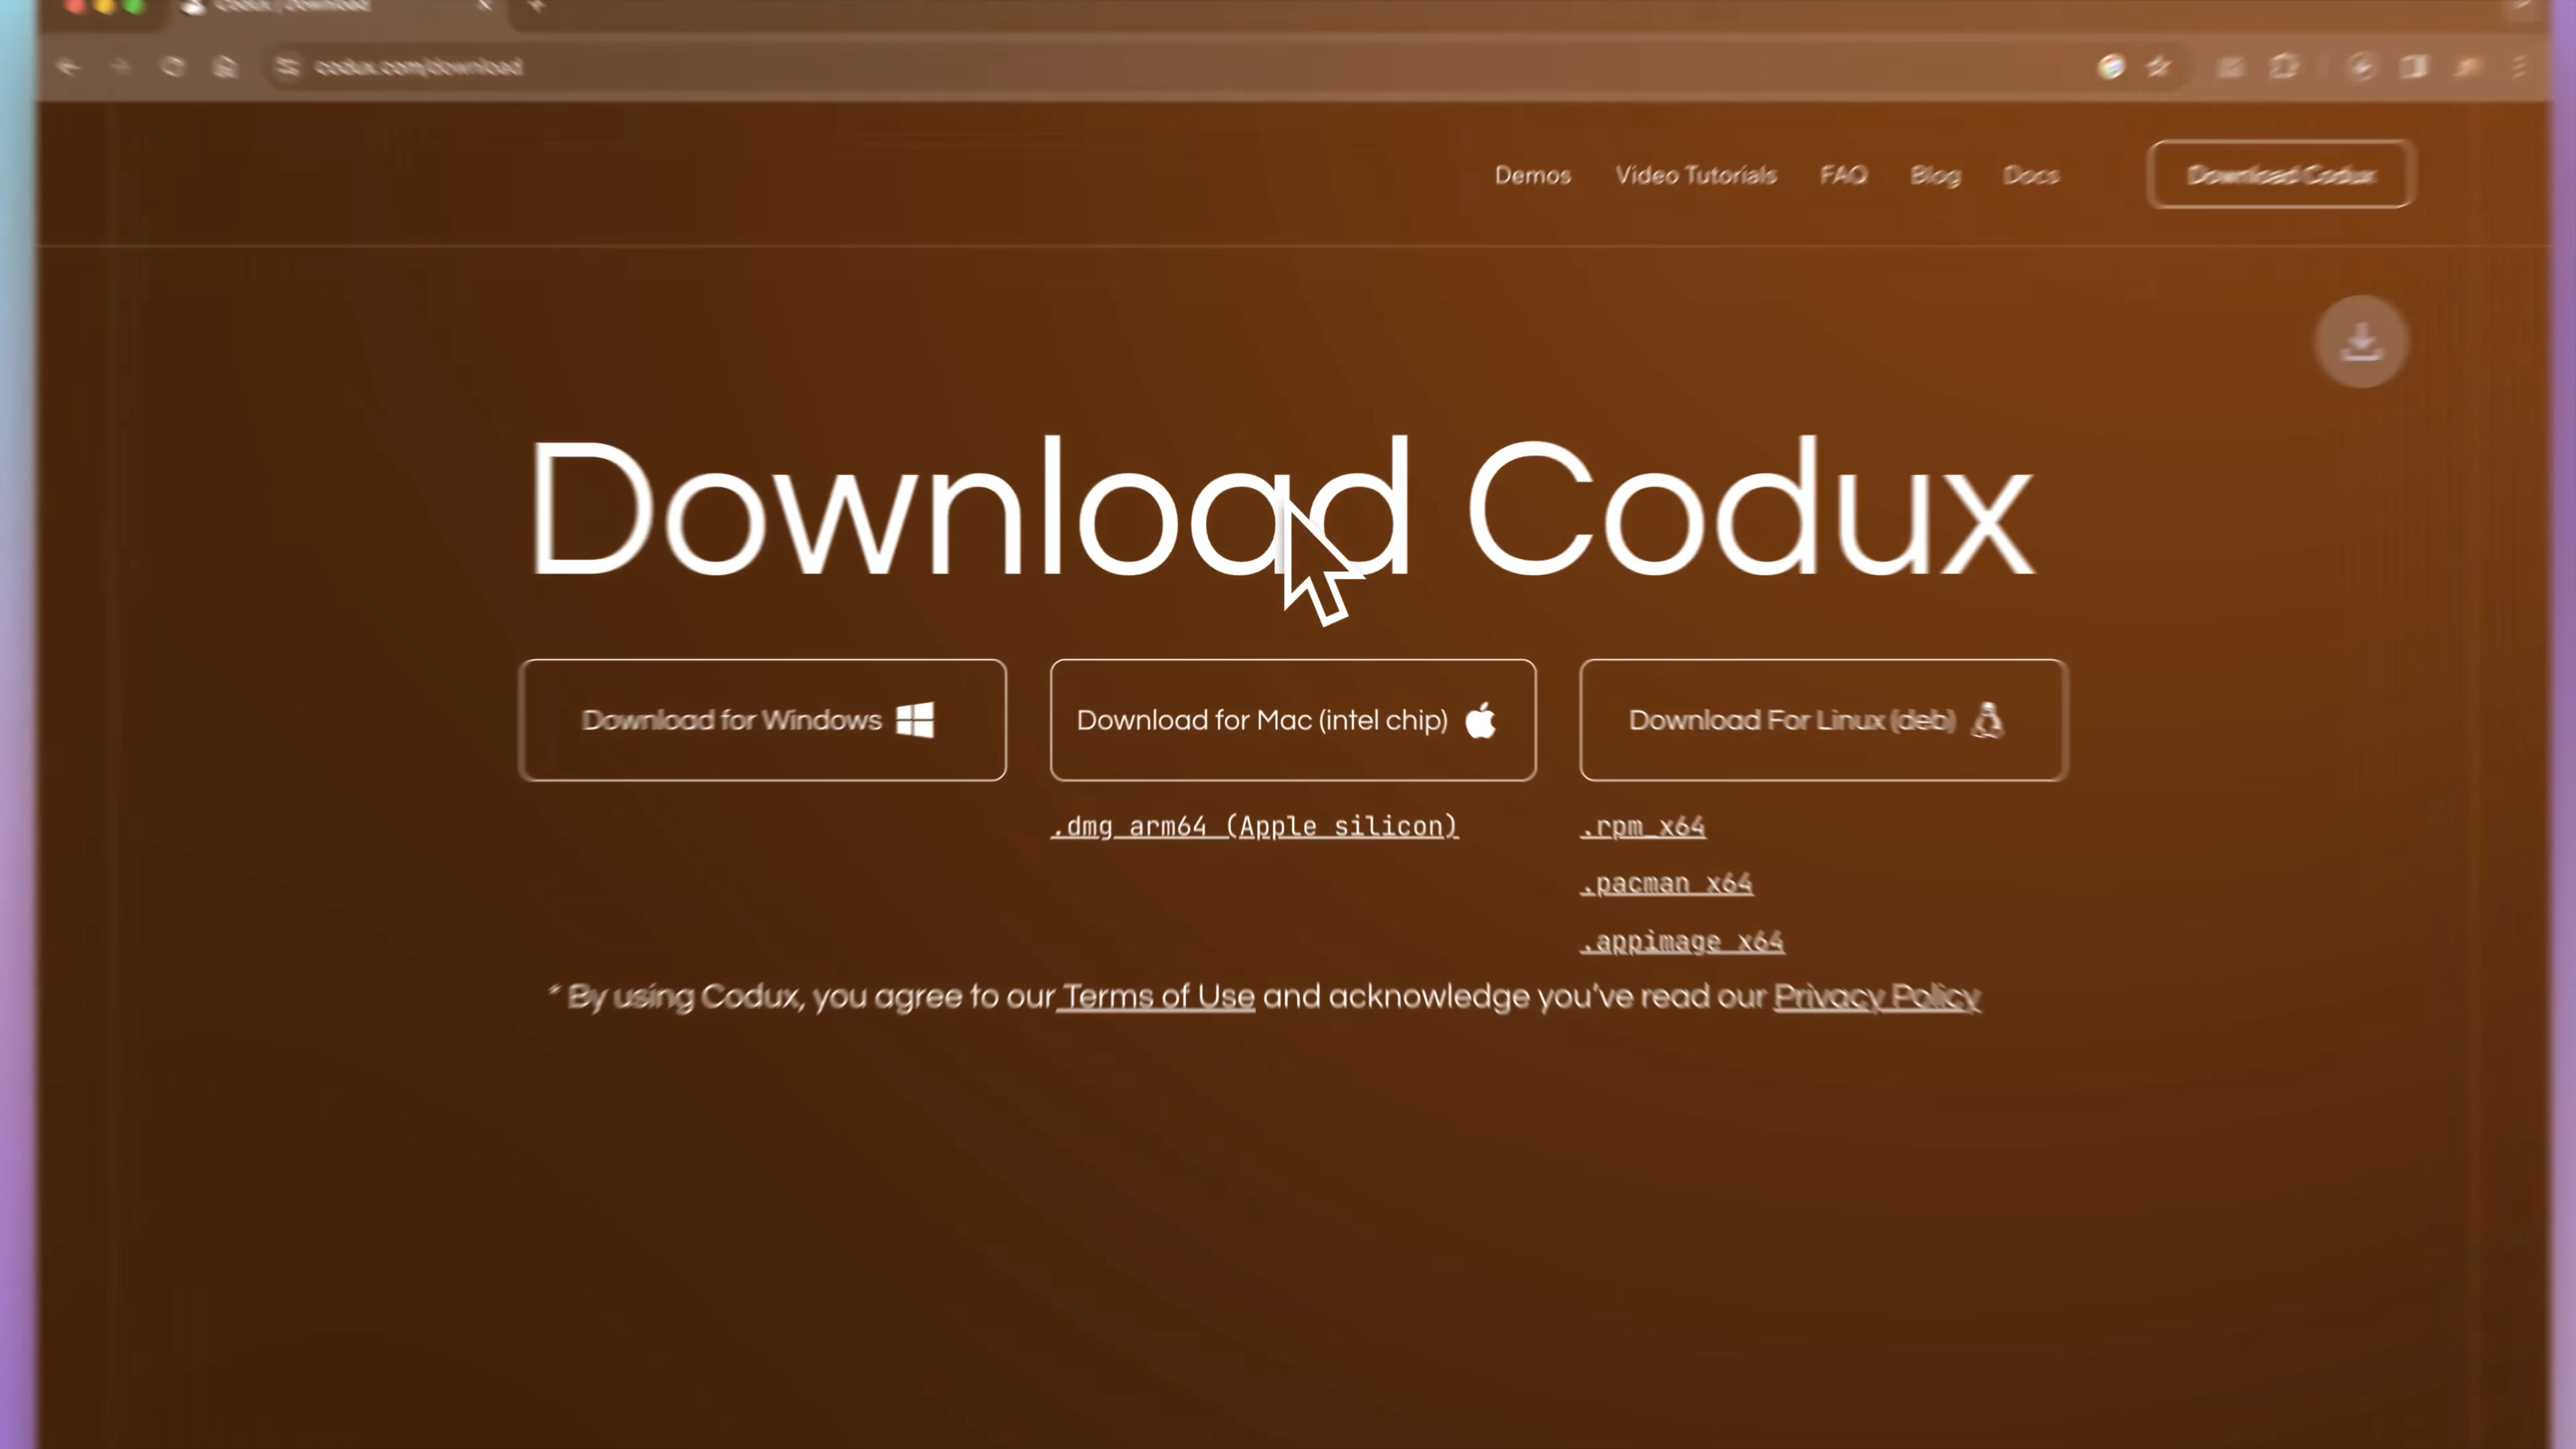 Codux | Download
codux.com/download
Demos Video Tutorials FAQ Blog Docs Download Codux
Download Codux
Download for Windows
Download for Mac (intel chip)
Download For Linux (deb)
.dmg arm64 (Apple silicon)
.rpm x64
.pacman x64
.appimage x64
* By using Codux, you agree to our Terms of Use and acknowledge you've read our Privacy Policy